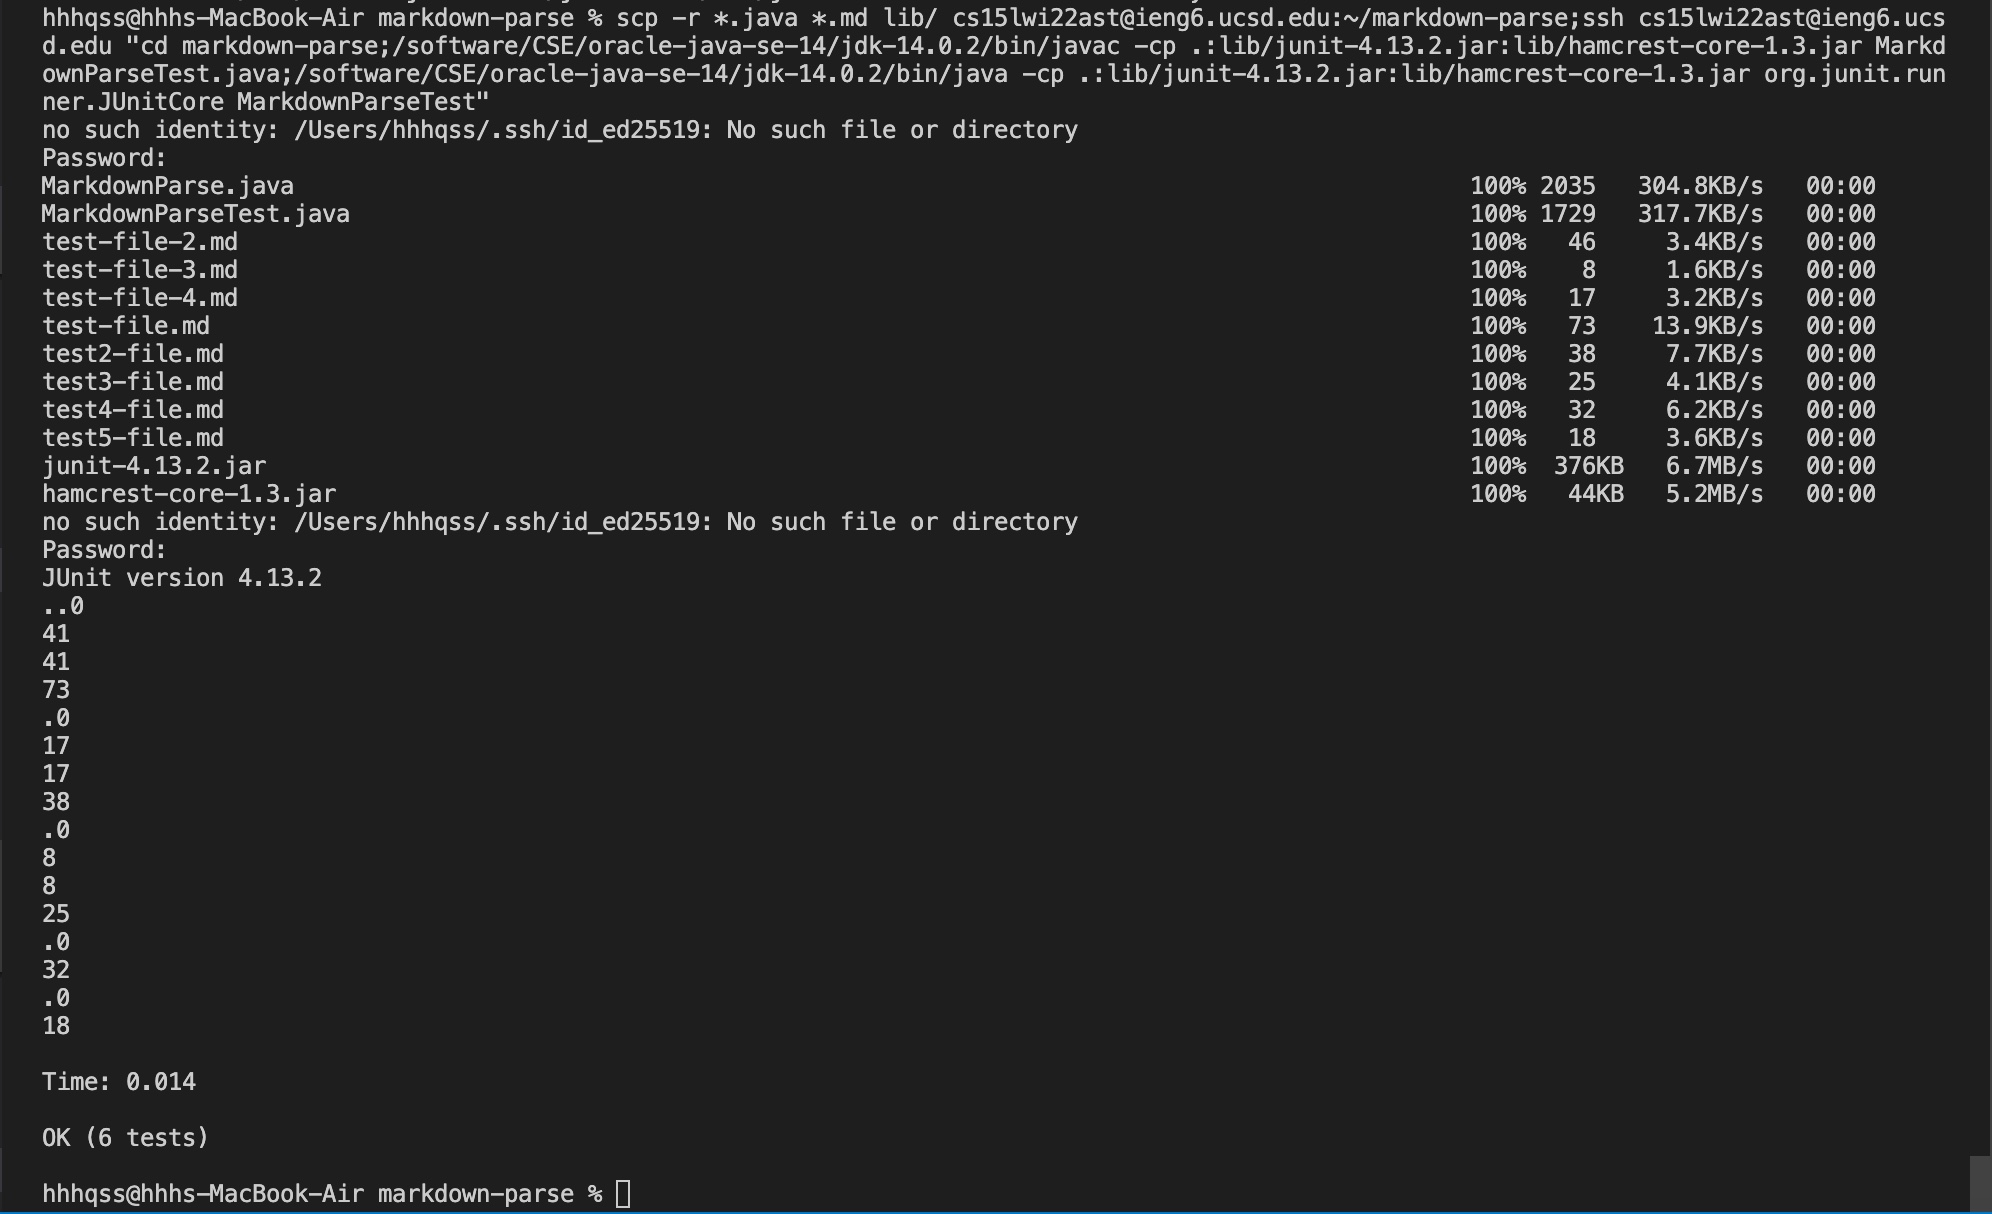 hhhqss@hhhs-MacBook-Air markdown-parse % scp -r *.java *.md lib/ cs15lwi22ast@ieng6.ucsd.edu:~/markdown-parse;ssh cs15lwi22ast@ieng6.ucs
d.edu "cd markdown-parse;/software/CSE/oracle-java-se-14/jdk-14.0.2/bin/javac -cp .:lib/junit-4.13.2.jar:lib/hamcrest-core-1.3.jar Markd
ownParseTest.java;/software/CSE/oracle-java-se-14/jdk-14.0.2/bin/java -cp .:lib/junit-4.13.2.jar:lib/hamcrest-core-1.3.jar org.junit.run
ner.JUnitCore MarkdownParseTest"
no such identity: /Users/hhhqss/.ssh/id_ed25519: No such file or directory
Password:
MarkdownParse.java 100% 2035 304.8KB/s 00:00
MarkdownParseTest.java 100% 1729 317.7KB/s 00:00
test-file-2.md 100% 46 3.4KB/s 00:00
test-file-3.md 100% 8 1.6KB/s 00:00
test-file-4.md 100% 17 3.2KB/s 00:00
test-file.md 100% 73 13.9KB/s 00:00
test2-file.md 100% 38 7.7KB/s 00:00
test3-file.md 100% 25 4.1KB/s 00:00
test4-file.md 100% 32 6.2KB/s 00:00
test5-file.md 100% 18 3.6KB/s 00:00
junit-4.13.2.jar 100% 376KB 6.7MB/s 00:00
hamcrest-core-1.3.jar 100% 44KB 5.2MB/s 00:00
no such identity: /Users/hhhqss/.ssh/id_ed25519: No such file or directory
Password:
JUnit version 4.13.2
..0
41
41
73
.0
17
17
38
.0
8
8
25
.0
32
.0
18
Time: 0.014
OK (6 tests)
hhhqss@hhhs-MacBook-Air markdown-parse %